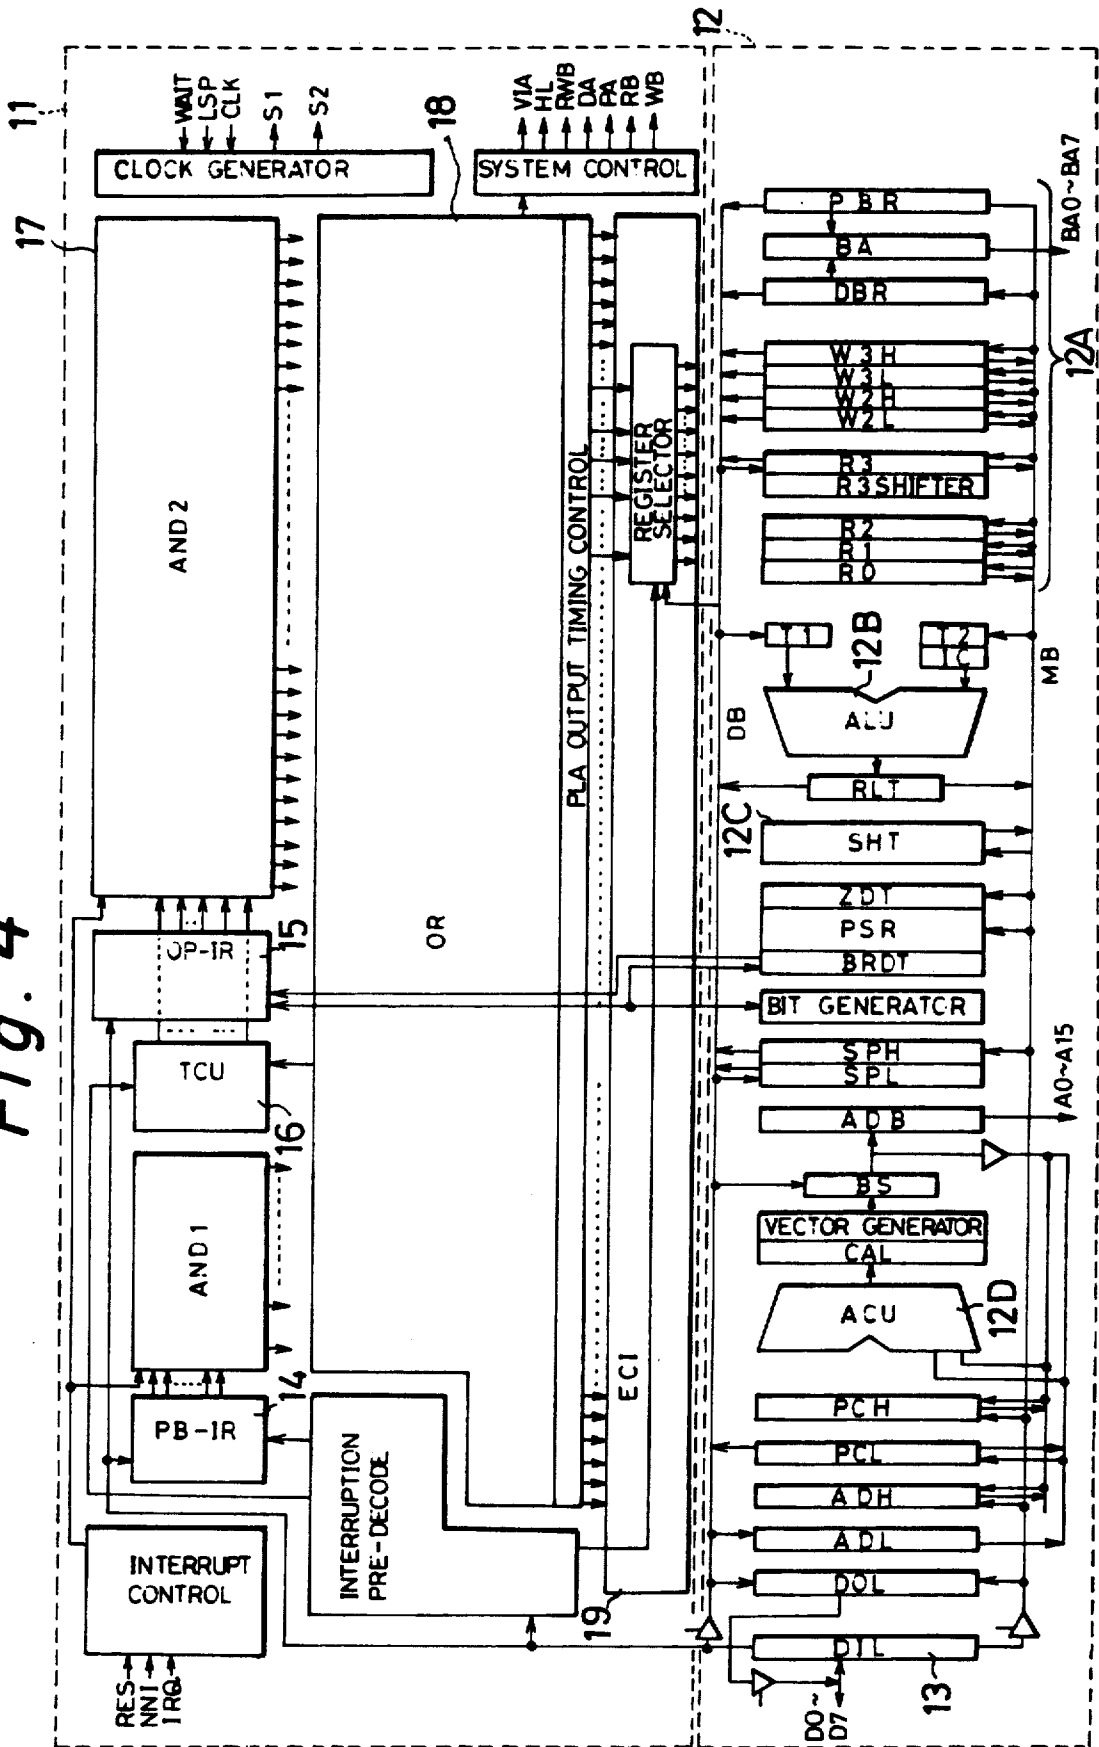 Fig. 4
11
INTERRUPT
CONTROL
RES
NNI
IRQ
PB-IR
14
AND1
TCU
16
OP-IR
15
AND2
17
CLOCK GENERATOR
WAIT
LSP
CLK
S1
S2
INTERRUPTION
PRE-DECODE
OR
18
PLA OUTPUT TIMING CONTROL
SYSTEM CONTROL
VIA
HL
RWB
DA
PA
RB
WB
ECI
19
REGISTER
SELECTOR
12
D0~
D7
DIL
13
DOL
ADL
ADH
PCL
PCH
ACU
12D
CAL
VECTOR GENERATOR
BS
ADB
A0~A15
SPL
SPH
BIT GENERATOR
BRDT
PSR
ZDT
SHT
12C
RLT
DB
ALU
12B
T1
TC
T2
MB
R0
R1
R2
R3 SHIFTER
R3
W2L
W2H
W3L
W3H
DBR
BA
PBR
12A
BA0~BA7